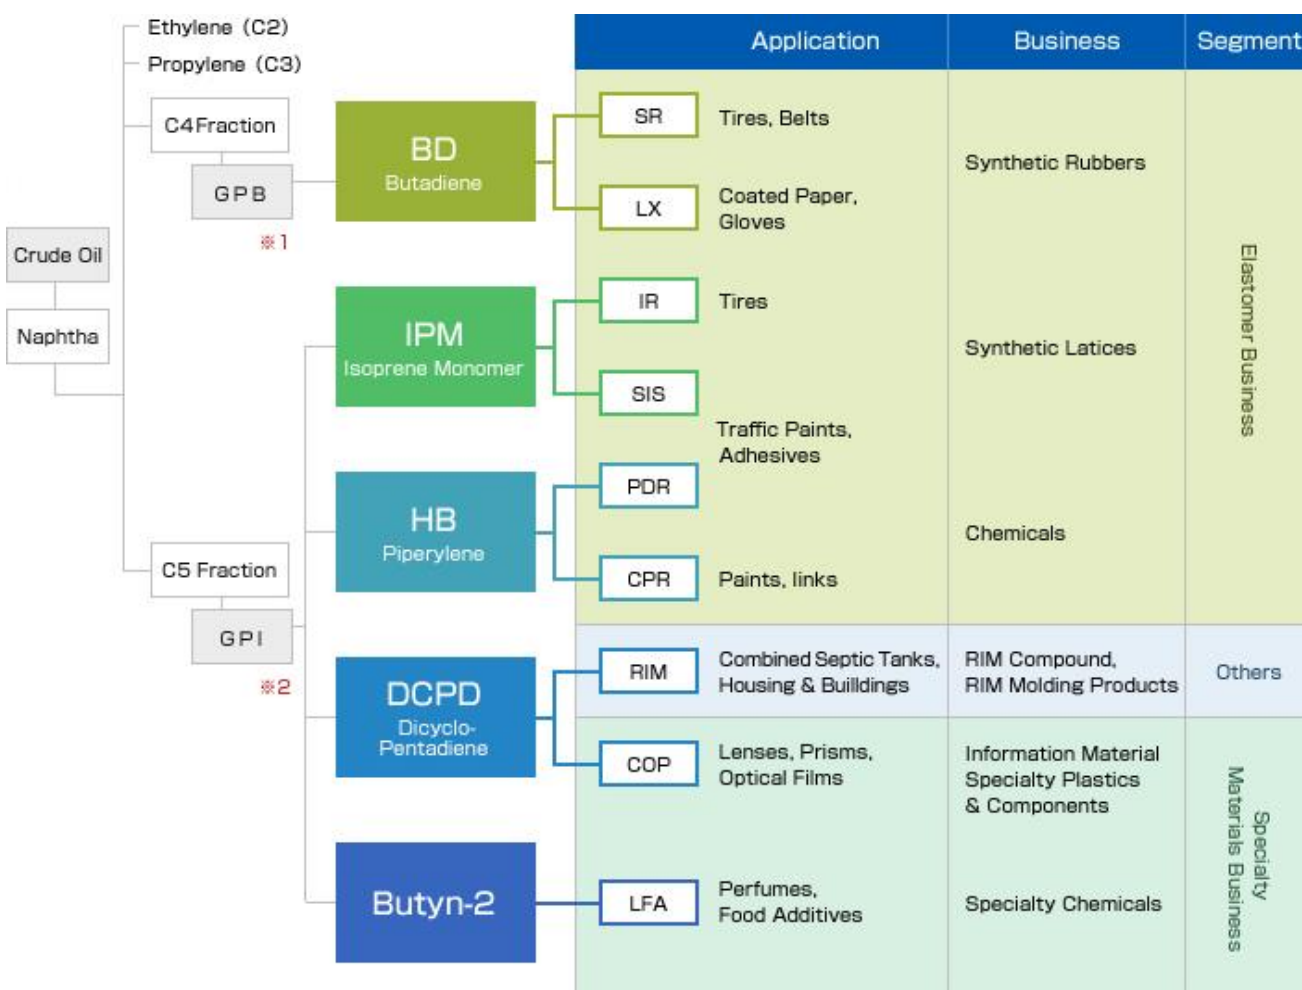 Ethylene (C2)
Propylene (C3)
C4Fraction
GPB
※1
Crude Oil
Naphtha
C5 Fraction
GPI
※2
BD
Butadiene
IPM
Isoprene Monomer
HB
Piperylene
DCPD
Dicyclo-
Pentadiene
Butyn-2
Application
Business
Segment
SR
Tires, Belts
LX
Coated Paper,
Gloves
Synthetic Rubbers
IR
Tires
SIS
Synthetic Latices
Traffic Paints,
Adhesives
PDR
CPR
Paints, links
Chemicals
Elastomer Business
RIM
Combined Septic Tanks,
Housing & Builldings
RIM Compound,
RIM Molding Products
Others
COP
Lenses, Prisms,
Optical Films
Information Material
Specialty Plastics
& Components
LFA
Perfumes,
Food Additives
Specialty Chemicals
Specialty
Materials Business